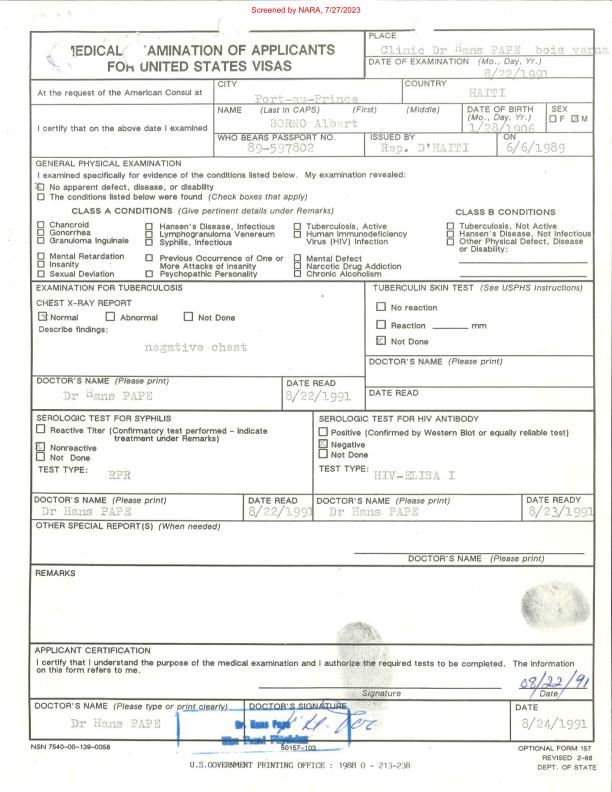 Screened by NARA, 7/27/2023
MEDICAL EXAMINATION OF APPLICANTS
FOR UNITED STATES VISAS
PLACE
Clinic Dr Hans PAPE bois verna
DATE OF EXAMINATION (Mo., Day, Yr.)
8/22/1991
At the request of the American Consul at
CITY
Port-au-Prince
COUNTRY
HAITI
I certify that on the above date I examined
NAME (Last in CAPS) (First) (Middle)
BORNO Albert
DATE OF BIRTH
(Mo., Day, Yr.)
1/28/1906
SEX
F M
WHO BEARS PASSPORT NO.
89-597802
ISSUED BY
Rep. D'HAITI
ON
6/6/1989
GENERAL PHYSICAL EXAMINATION
I examined specifically for evidence of the conditions listed below. My examination revealed:
No apparent defect, disease, or disability
The conditions listed below were found (Check boxes that apply)
CLASS A CONDITIONS (Give pertinent details under Remarks)
Chancroid
Gonorrhea
Granuloma Inguinale
Mental Retardation
Insanity
Sexual Deviation
Hansen's Disease, Infectious
Lymphogranuloma Venereum
Syphilis, Infectious
Previous Occurrence of One or
More Attacks of Insanity
Psychopathic Personality
Tuberculosis, Active
Human Immunodeficiency
Virus (HIV) Infection
Mental Defect
Narcotic Drug Addiction
Chronic Alcoholism
CLASS B CONDITIONS
Tuberculosis, Not Active
Hansen's Disease, Not Infectious
Other Physical Defect, Disease
or Disability:
EXAMINATION FOR TUBERCULOSIS
CHEST X-RAY REPORT
Normal Abnormal Not Done
Describe findings:
negative chest
DOCTOR'S NAME (Please print)
Dr Hans PAPE
DATE READ
8/22/1991
TUBERCULIN SKIN TEST (See USPHS Instructions)
No reaction
Reaction ______ mm
Not Done
DOCTOR'S NAME (Please print)
DATE READ
SEROLOGIC TEST FOR SYPHILIS
Reactive Titer (Confirmatory test performed - indicate
treatment under Remarks)
Nonreactive
Not Done
TEST TYPE:
RPR
DOCTOR'S NAME (Please print)
Dr Hans PAPE
DATE READ
8/22/1991
SEROLOGIC TEST FOR HIV ANTIBODY
Positive (Confirmed by Western Blot or equally reliable test)
Negative
Not Done
TEST TYPE:
HIV-ELISA I
DOCTOR'S NAME (Please print)
Dr Hans PAPE
DATE READY
8/23/1991
OTHER SPECIAL REPORT(S) (When needed)
DOCTOR'S NAME (Please print)
REMARKS
APPLICANT CERTIFICATION
I certify that I understand the purpose of the medical examination and I authorize the required tests to be completed. The information
on this form refers to me.
08/22/91
Signature
Date
DOCTOR'S NAME (Please type or print clearly)
Dr Hans PAPE
DOCTOR'S SIGNATURE
Dr. Hans Pape
DATE
8/24/1991
NSN 7540-00-139-0058
50157-103
OPTIONAL FORM 157
REVISED 2-88
DEPT. OF STATE
U.S.GOVERNMENT PRINTING OFFICE : 1988 O - 213-238